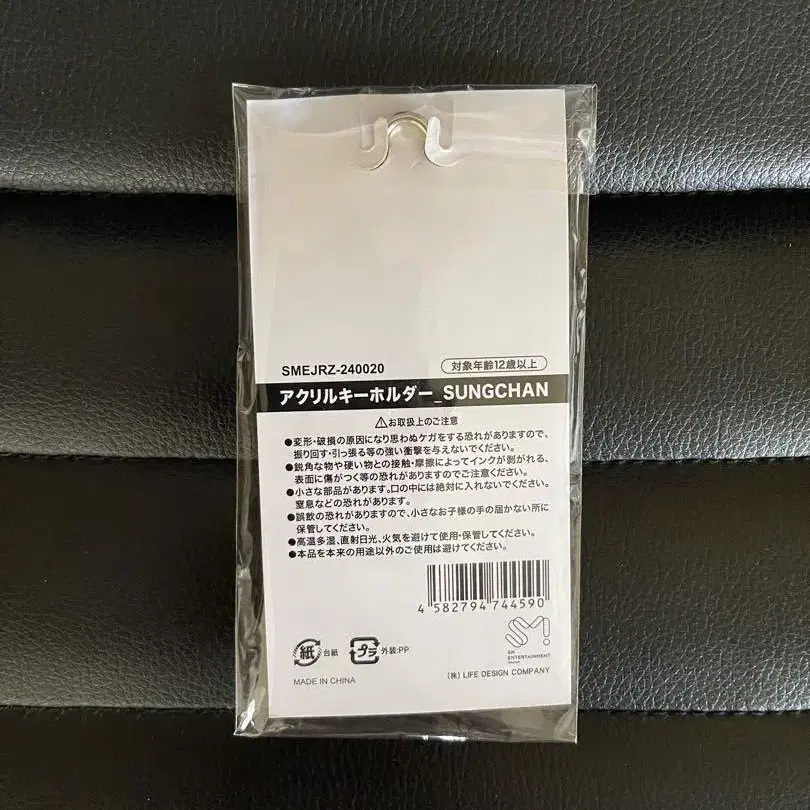 SMEJRZ-240020
対象年齢12歳以上
アクリルキーホルダー_SUNGCHAN
⚠お取扱上のご注意
●変形・破損の原因になり思わぬケガをする恐れがありますので、
振り回す・引っ張る等の強い衝撃を与えないでください。
●鋭角な物や硬い物との接触・摩擦によってインクが剥がれる、
表面に傷がつく等の恐れがありますのでご注意ください。
●小さな部品があります。口の中には絶対に入れないでください。
窒息などの恐れがあります。
●誤飲の恐れがありますので、小さなお子様の手の届かない所に
保管してください。
●高温多湿、直射日光、火気を避けて使用・保管してください。
●本品を本来の用途以外のご使用は避けてください。
4 582794 744590
紙 台紙
プラ 外装:PP
MADE IN CHINA
SM
SM
ENTERTAINMENT
GROUP
(株) LIFE DESIGN COMPANY